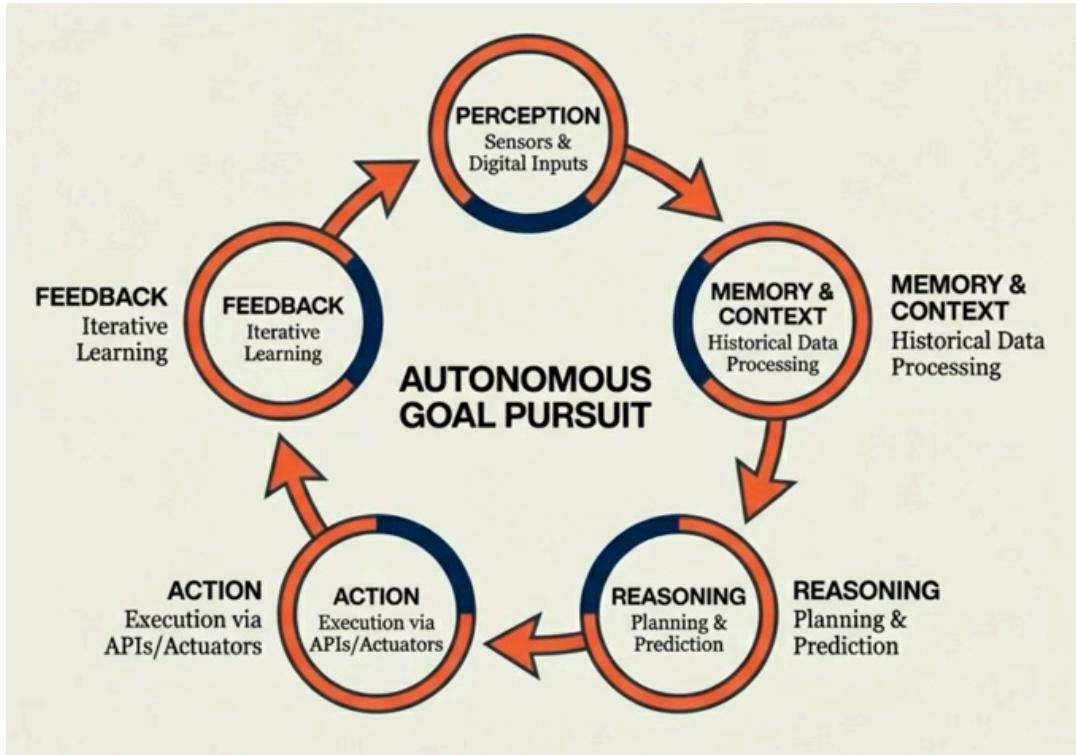 PERCEPTION
Sensors &
Digital Inputs
MEMORY &
CONTEXT
Historical Data
Processing
MEMORY &
CONTEXT
Historical Data
Processing
REASONING
Planning &
Prediction
REASONING
Planning &
Prediction
ACTION
Execution via
APIs/Actuators
ACTION
Execution via
APIs/Actuators
FEEDBACK
Iterative
Learning
FEEDBACK
Iterative
Learning
AUTONOMOUS
GOAL PURSUIT